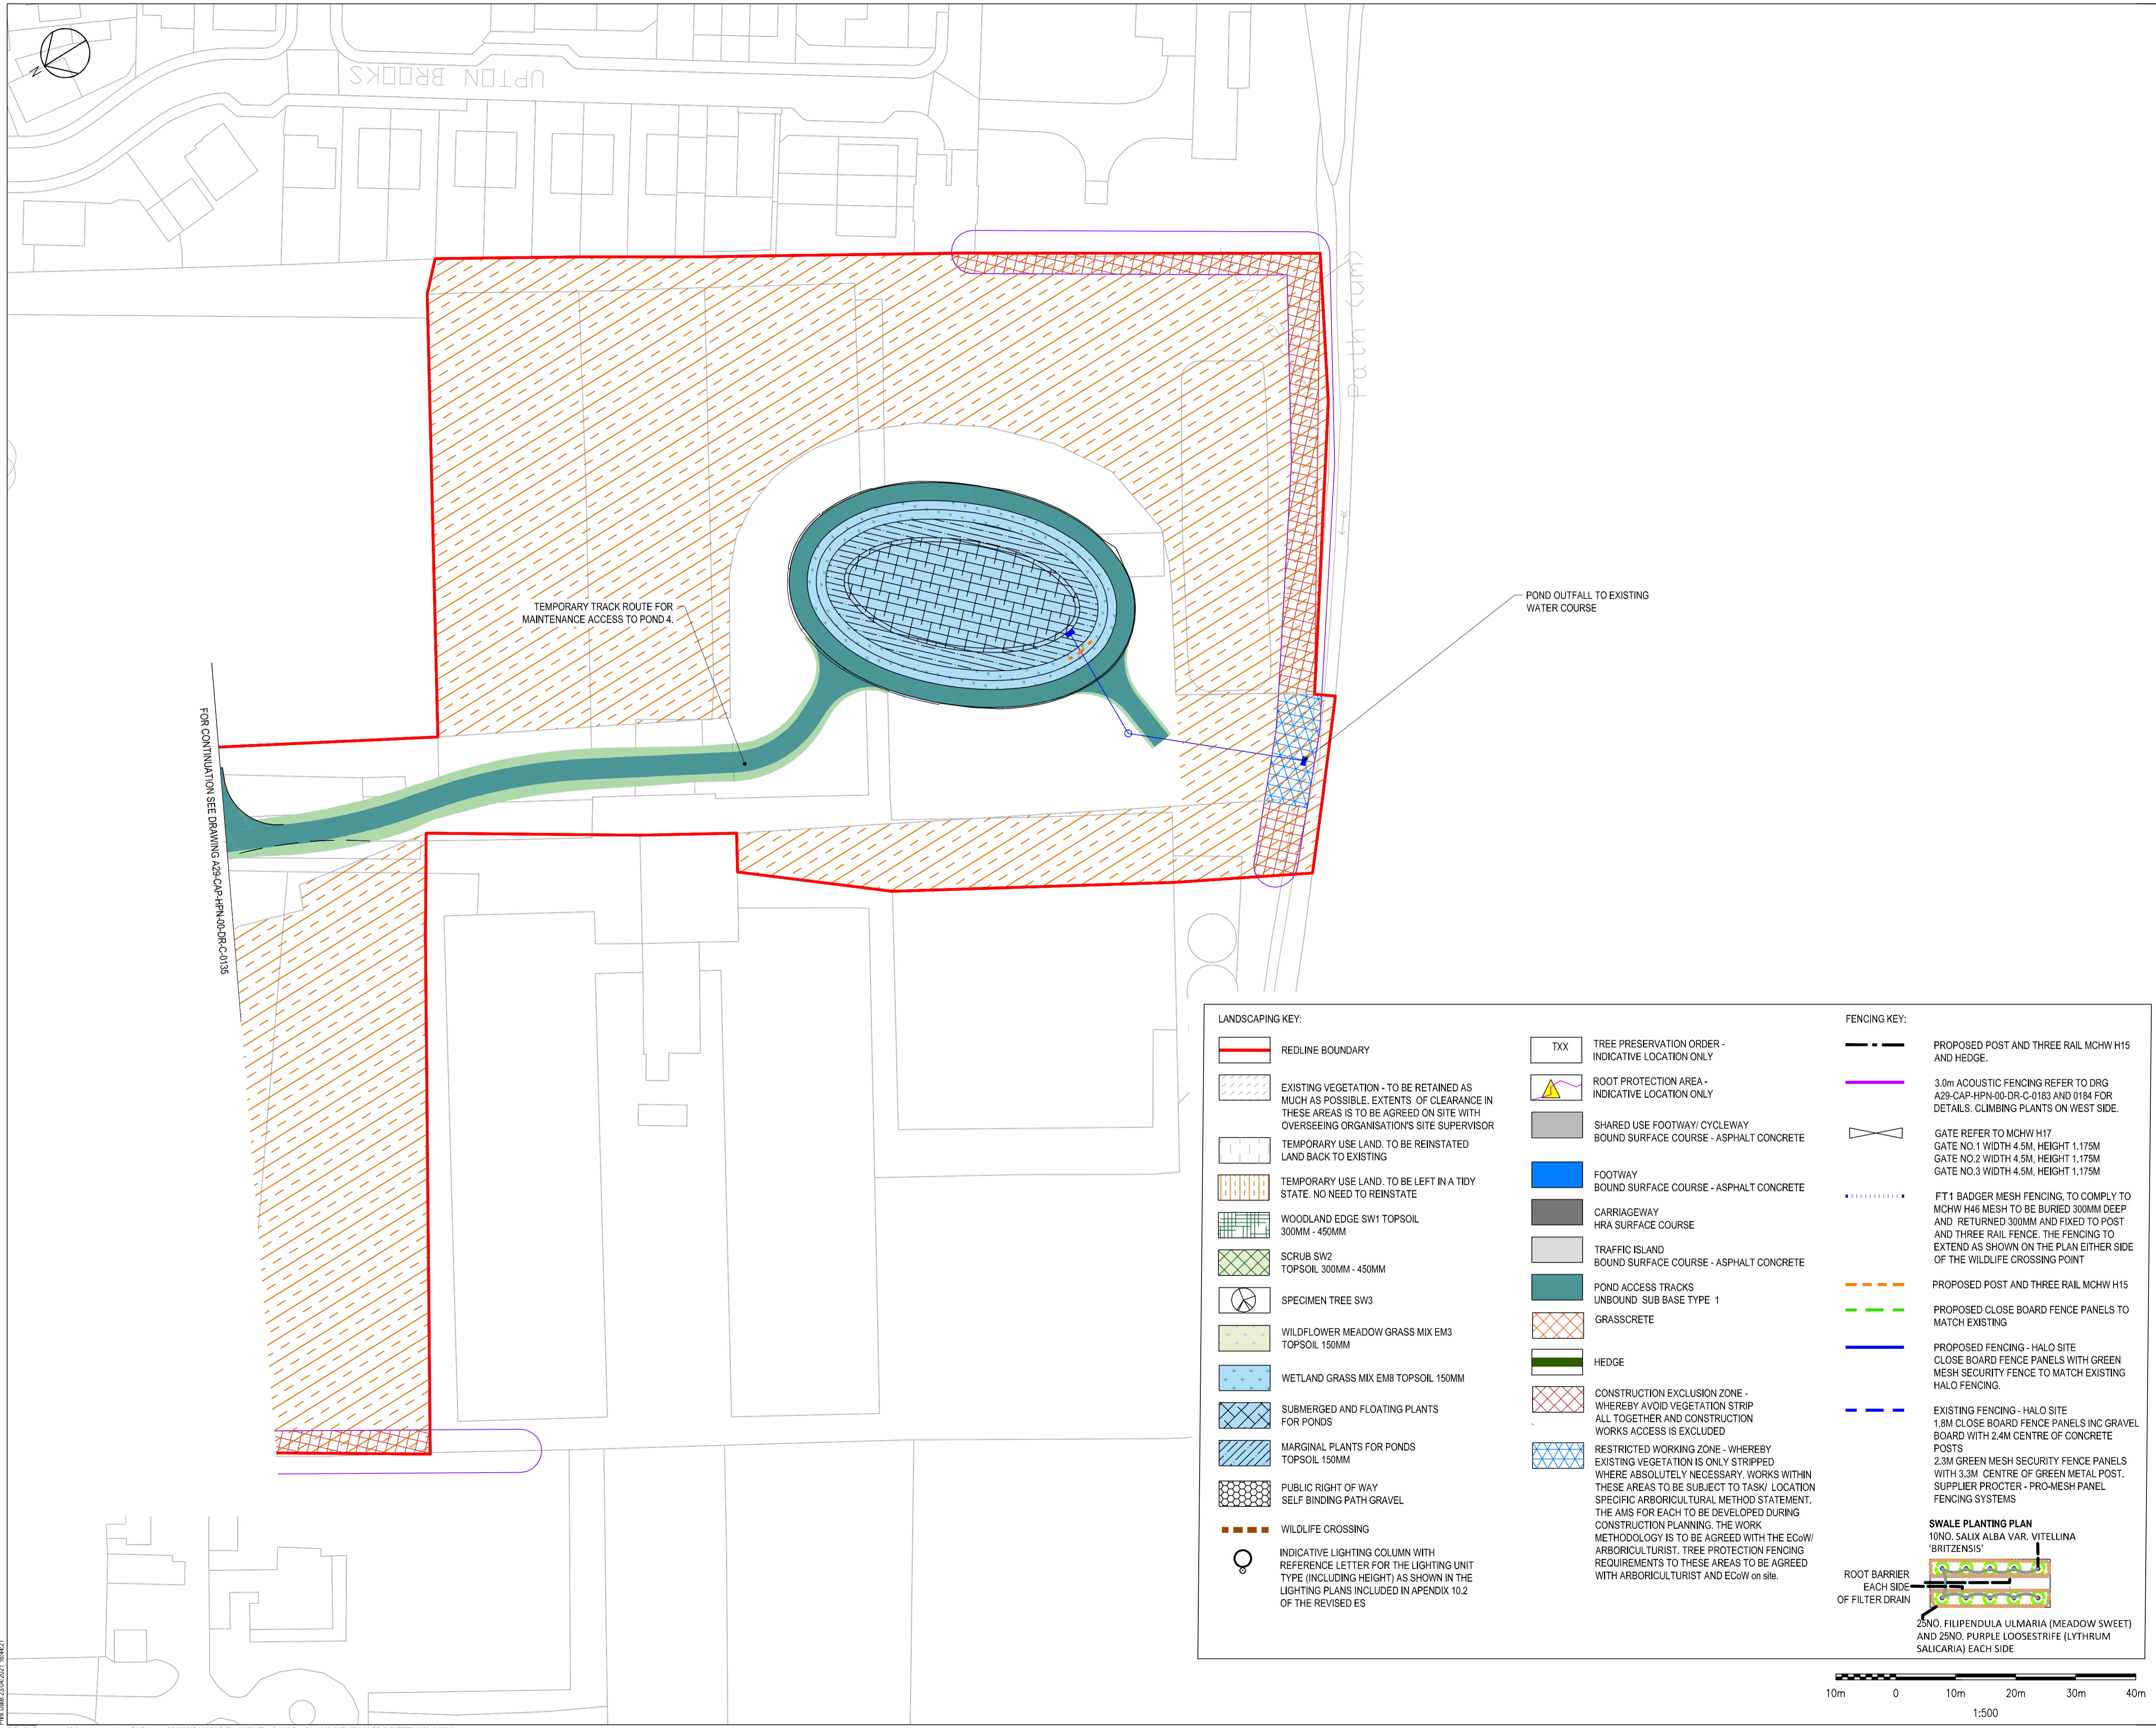 N
UPTON BROOKS
TEMPORARY TRACK ROUTE FOR
MAINTENANCE ACCESS TO POND 4.
POND OUTFALL TO EXISTING
WATER COURSE
FOR CONTINUATION SEE DRAWING A29-CAP-HPN-00-DR-C-0135
LANDSCAPING KEY:
REDLINE BOUNDARY
EXISTING VEGETATION - TO BE RETAINED AS
MUCH AS POSSIBLE. EXTENTS OF CLEARANCE IN
THESE AREAS IS TO BE AGREED ON SITE WITH
OVERSEEING ORGANISATION'S SITE SUPERVISOR
TEMPORARY USE LAND. TO BE REINSTATED
LAND BACK TO EXISTING
TEMPORARY USE LAND. TO BE LEFT IN A TIDY
STATE. NO NEED TO REINSTATE
WOODLAND EDGE SW1 TOPSOIL
300MM - 450MM
SCRUB SW2
TOPSOIL 300MM - 450MM
SPECIMEN TREE SW3
WILDFLOWER MEADOW GRASS MIX EM3
TOPSOIL 150MM
WETLAND GRASS MIX EM8 TOPSOIL 150MM
SUBMERGED AND FLOATING PLANTS
FOR PONDS
MARGINAL PLANTS FOR PONDS
TOPSOIL 150MM
PUBLIC RIGHT OF WAY
SELF BINDING PATH GRAVEL
WILDLIFE CROSSING
INDICATIVE LIGHTING COLUMN WITH
REFERENCE LETTER FOR THE LIGHTING UNIT
TYPE (INCLUDING HEIGHT) AS SHOWN IN THE
LIGHTING PLANS INCLUDED IN APENDIX 10.2
OF THE REVISED ES
TXX
TREE PRESERVATION ORDER -
INDICATIVE LOCATION ONLY
ROOT PROTECTION AREA -
INDICATIVE LOCATION ONLY
SHARED USE FOOTWAY/ CYCLEWAY
BOUND SURFACE COURSE - ASPHALT CONCRETE
FOOTWAY
BOUND SURFACE COURSE - ASPHALT CONCRETE
CARRIAGEWAY
HRA SURFACE COURSE
TRAFFIC ISLAND
BOUND SURFACE COURSE - ASPHALT CONCRETE
POND ACCESS TRACKS
UNBOUND SUB BASE TYPE 1
GRASSCRETE
HEDGE
CONSTRUCTION EXCLUSION ZONE -
WHEREBY AVOID VEGETATION STRIP
ALL TOGETHER AND CONSTRUCTION
WORKS ACCESS IS EXCLUDED
RESTRICTED WORKING ZONE - WHEREBY
EXISTING VEGETATION IS ONLY STRIPPED
WHERE ABSOLUTELY NECESSARY. WORKS WITHIN
THESE AREAS TO BE SUBJECT TO TASK/ LOCATION
SPECIFIC ARBORICULTURAL METHOD STATEMENT.
THE AMS FOR EACH TO BE DEVELOPED DURING
CONSTRUCTION PLANNING. THE WORK
METHODOLOGY IS TO BE AGREED WITH THE ECoW/
ARBORICULTURIST. TREE PROTECTION FENCING
REQUIREMENTS TO THESE AREAS TO BE AGREED
WITH ARBORICULTURIST AND ECoW on site.
FENCING KEY:
PROPOSED POST AND THREE RAIL MCHW H15
AND HEDGE.
3.0m ACOUSTIC FENCING REFER TO DRG
A29-CAP-HPN-00-DR-C-0183 AND 0184 FOR
DETAILS. CLIMBING PLANTS ON WEST SIDE.
GATE REFER TO MCHW H17
GATE NO.1 WIDTH 4.5M, HEIGHT 1.175M
GATE NO.2 WIDTH 4.5M, HEIGHT 1.175M
GATE NO.3 WIDTH 4.5M, HEIGHT 1.175M
FT1 BADGER MESH FENCING, TO COMPLY TO
MCHW H46 MESH TO BE BURIED 300MM DEEP
AND RETURNED 300MM AND FIXED TO POST
AND THREE RAIL FENCE. THE FENCING TO
EXTEND AS SHOWN ON THE PLAN EITHER SIDE
OF THE WILDLIFE CROSSING POINT
PROPOSED POST AND THREE RAIL MCHW H15
PROPOSED CLOSE BOARD FENCE PANELS TO
MATCH EXISTING
PROPOSED FENCING - HALO SITE
CLOSE BOARD FENCE PANELS WITH GREEN
MESH SECURITY FENCE TO MATCH EXISTING
HALO FENCING.
EXISTING FENCING - HALO SITE
1.8M CLOSE BOARD FENCE PANELS INC GRAVEL
BOARD WITH 2.4M CENTRE OF CONCRETE
POSTS
2.3M GREEN MESH SECURITY FENCE PANELS
WITH 3.3M CENTRE OF GREEN METAL POST.
SUPPLIER PROCTER - PRO-MESH PANEL
FENCING SYSTEMS
SWALE PLANTING PLAN
10NO. SALIX ALBA VAR. VITELLINA
'BRITZENSIS'
ROOT BARRIER
EACH SIDE
OF FILTER DRAIN
25NO. FILIPENDULA ULMARIA (MEADOW SWEET)
AND 25NO. PURPLE LOOSESTRIFE (LYTHRUM
SALICARIA) EACH SIDE
10m 0 10m 20m 30m 40m
1:500